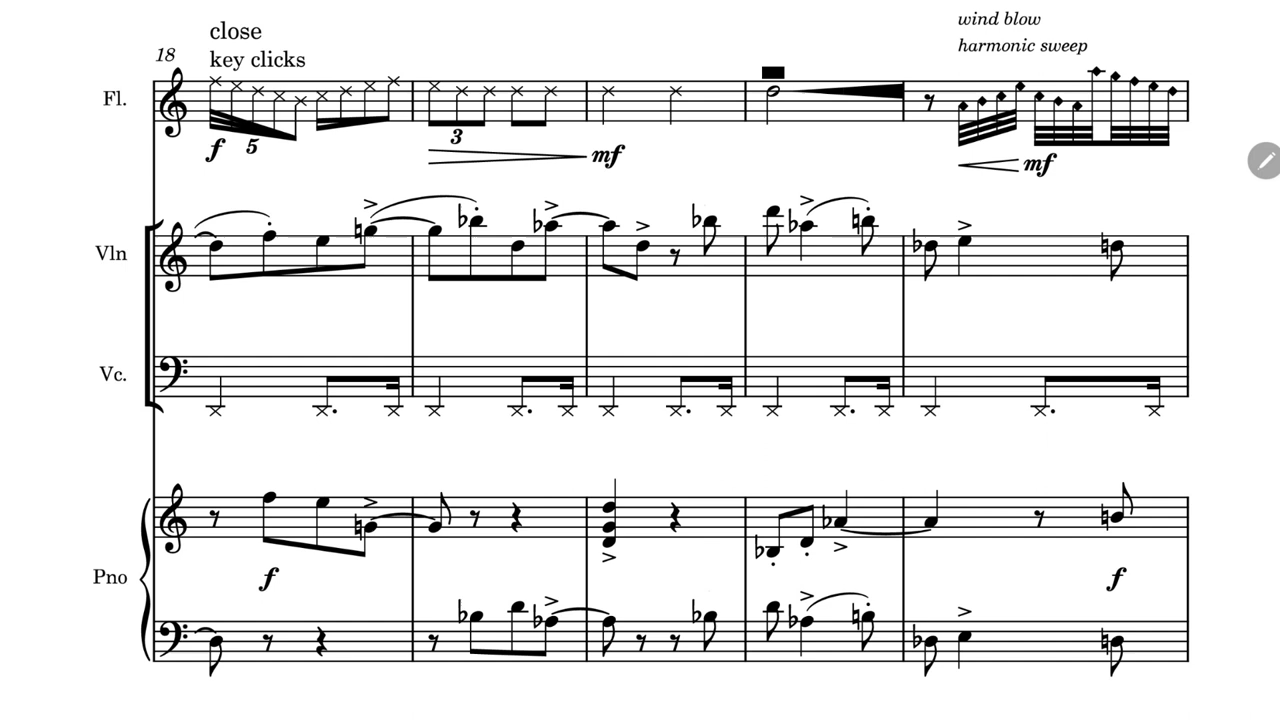 close
wind blow
18
key clicks
harmonic sweep
Fl.
f
5
3
mf
mf
Vln
Vc.
Pno
f
f